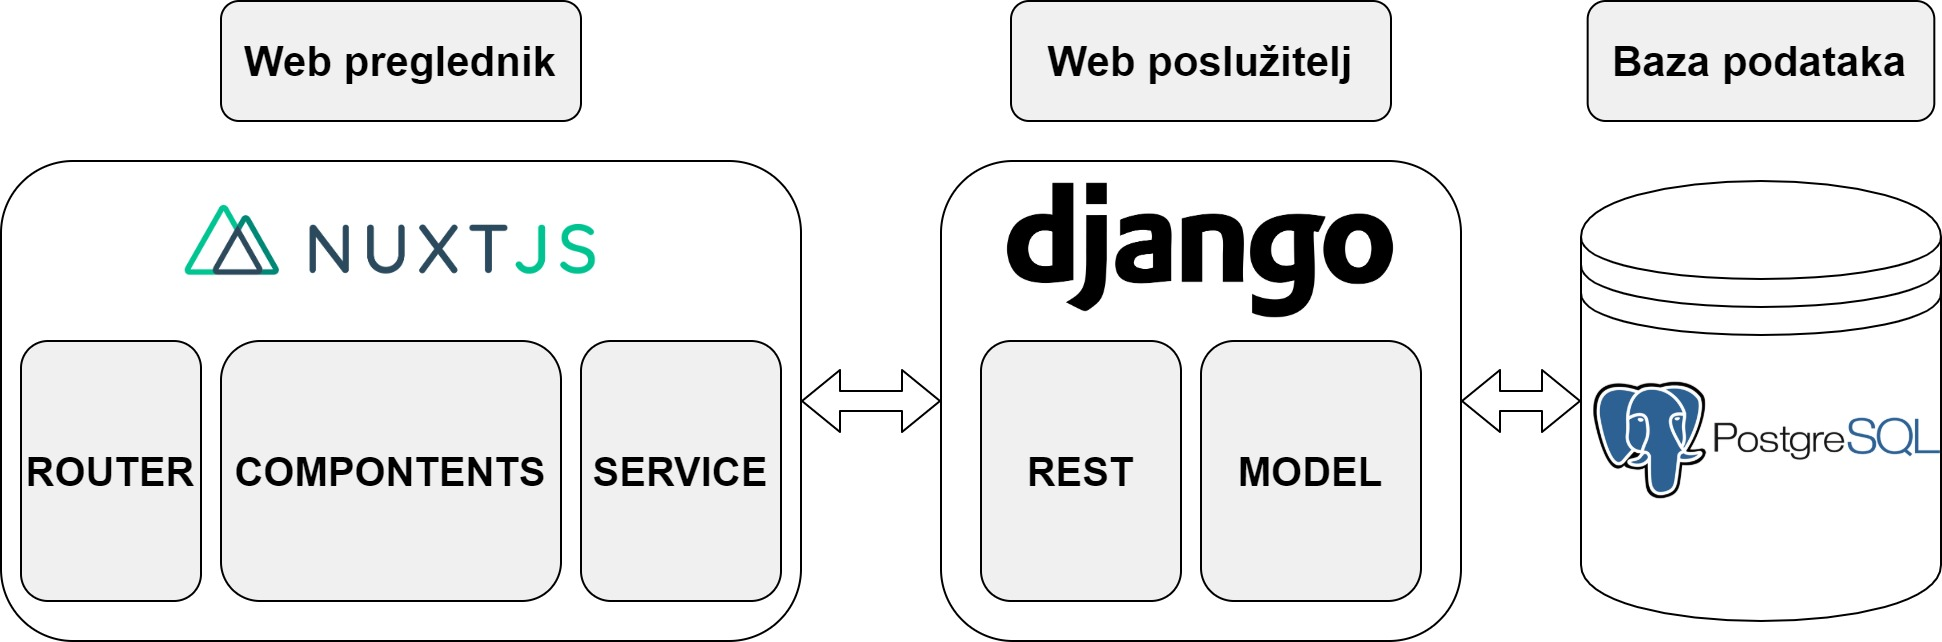 Web preglednik
Web poslužitelj
Baza podataka
NUXTJS
django
ROUTER
COMPONTENTS
SERVICE
REST
MODEL
PostgreSQL